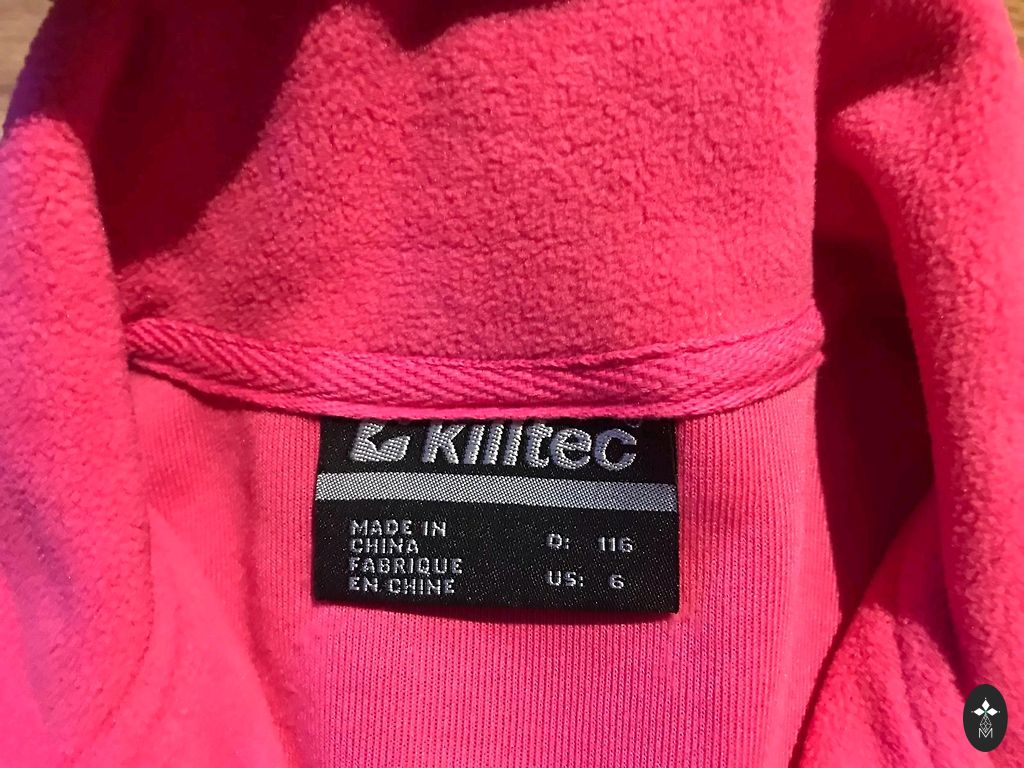 killtec
MADE IN
CHINA
FABRIQUE
EN CHINE
D: 116
US: 6
M